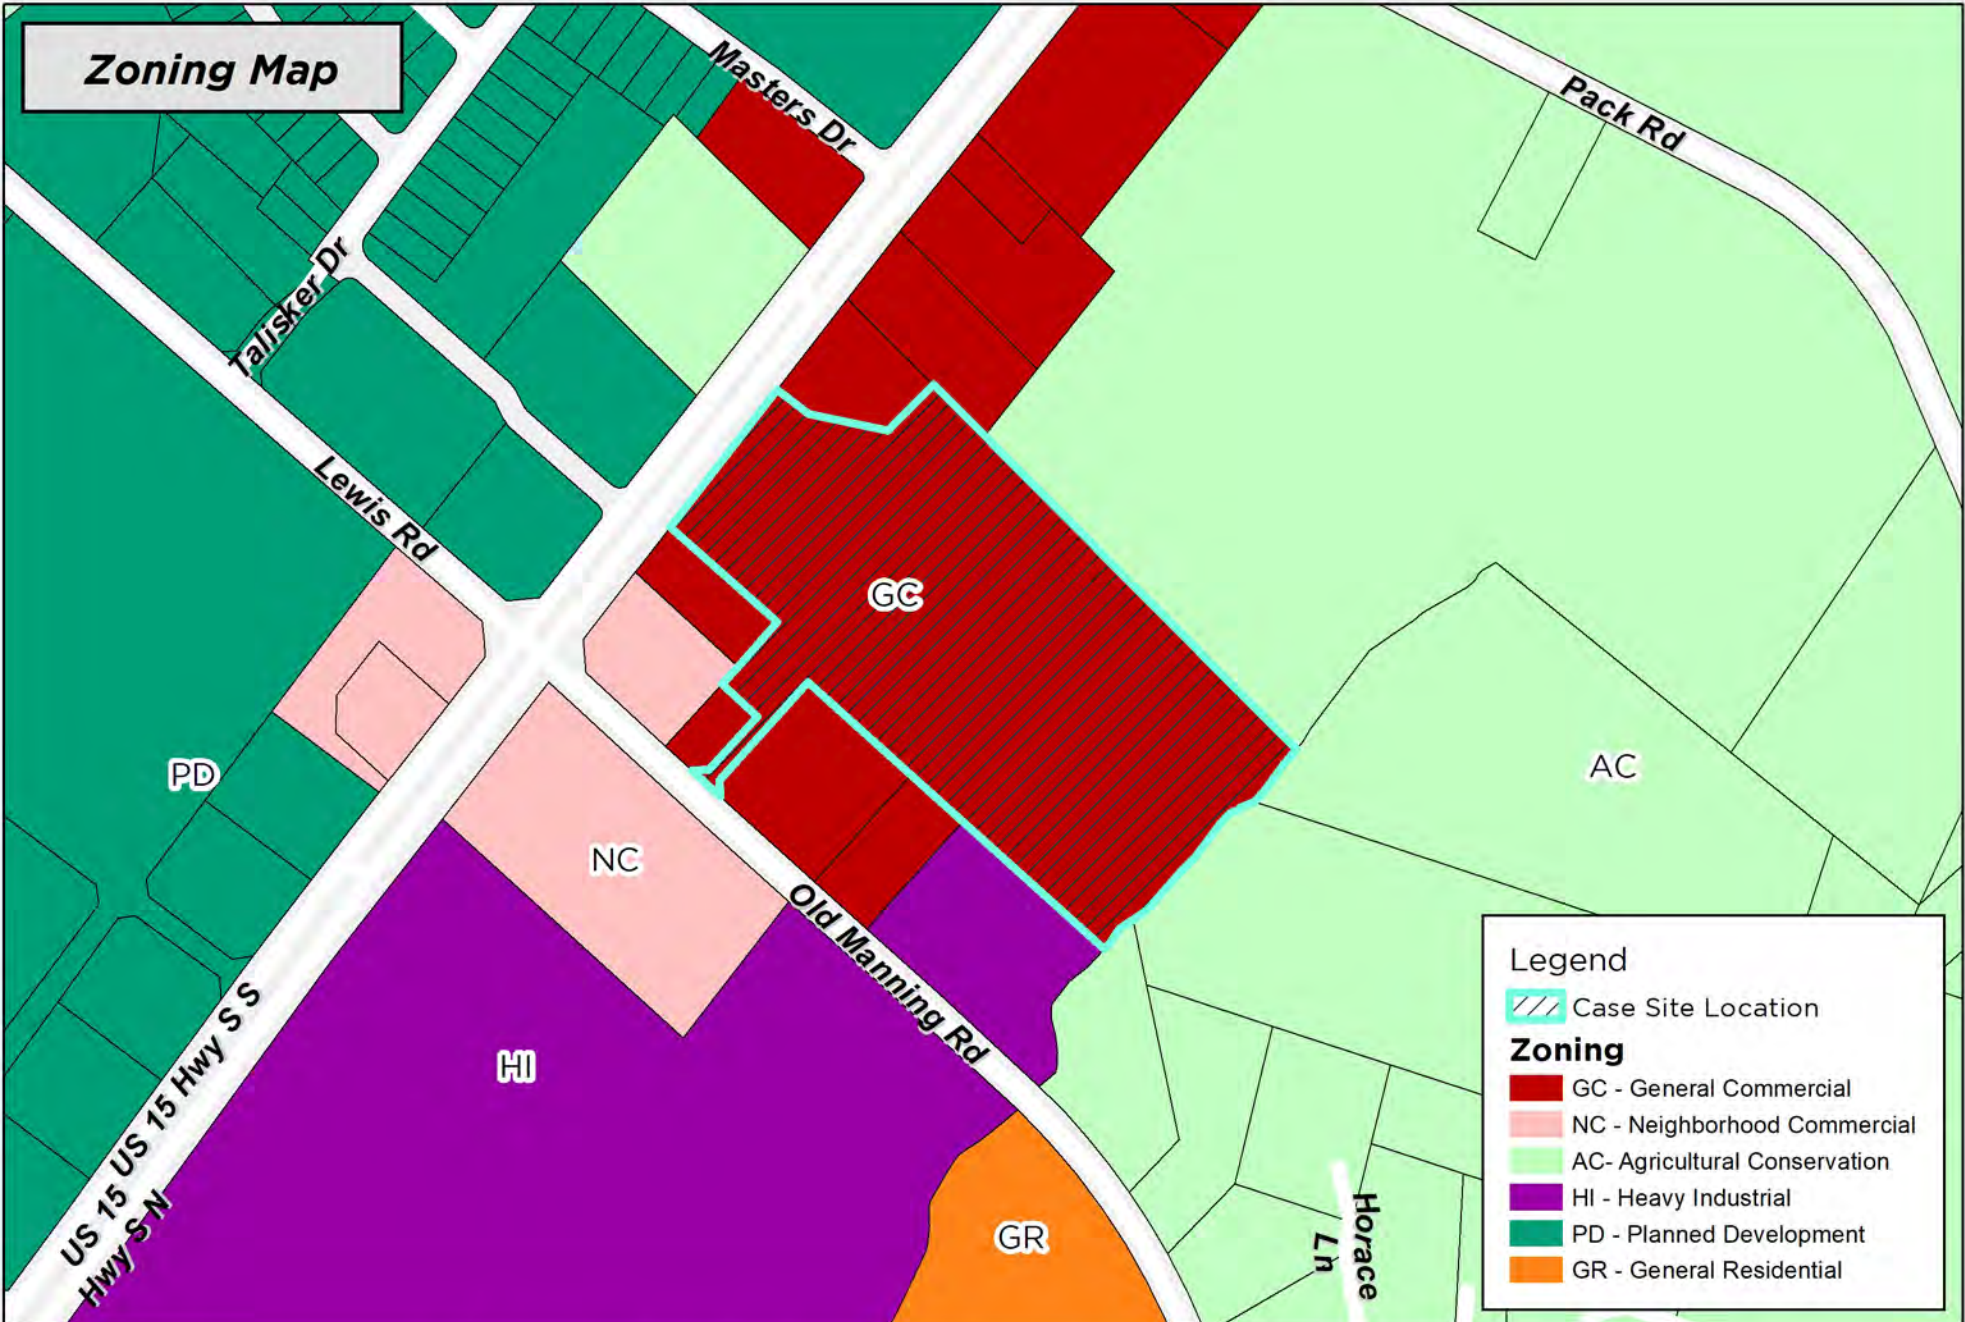 Zoning Map
Masters Dr
Pack Rd
Talisker Dr
Lewis Rd
GC
PD
AC
NC
Old Manning Rd
HI
US 15 Hwy S S
US 15
Hwy S N
GR
Horace
Ln
Legend
Case Site Location
Zoning
GC - General Commercial
NC - Neighborhood Commercial
AC- Agricultural Conservation
HI - Heavy Industrial
PD - Planned Development
GR - General Residential